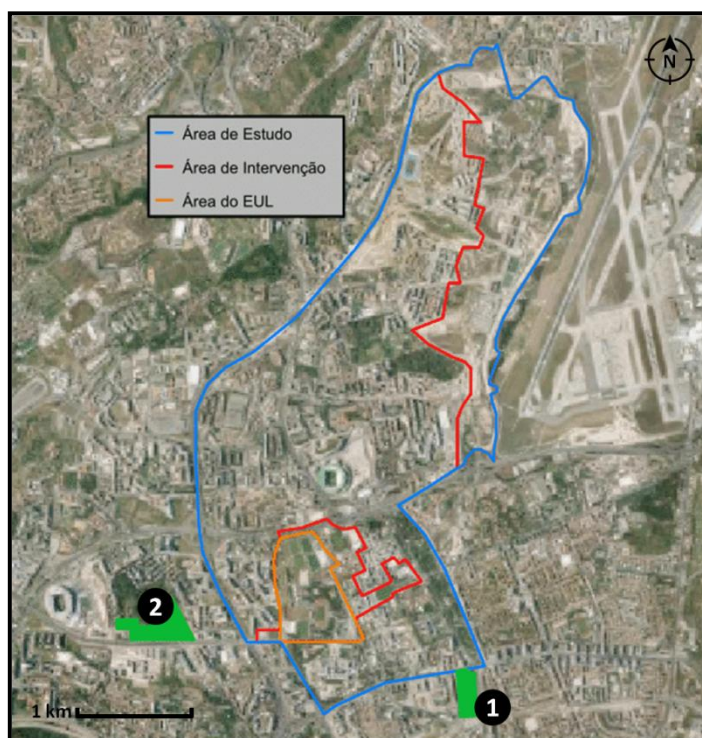 N
Área de Estudo
Área de Intervenção
Área do EUL
2
1 km
1